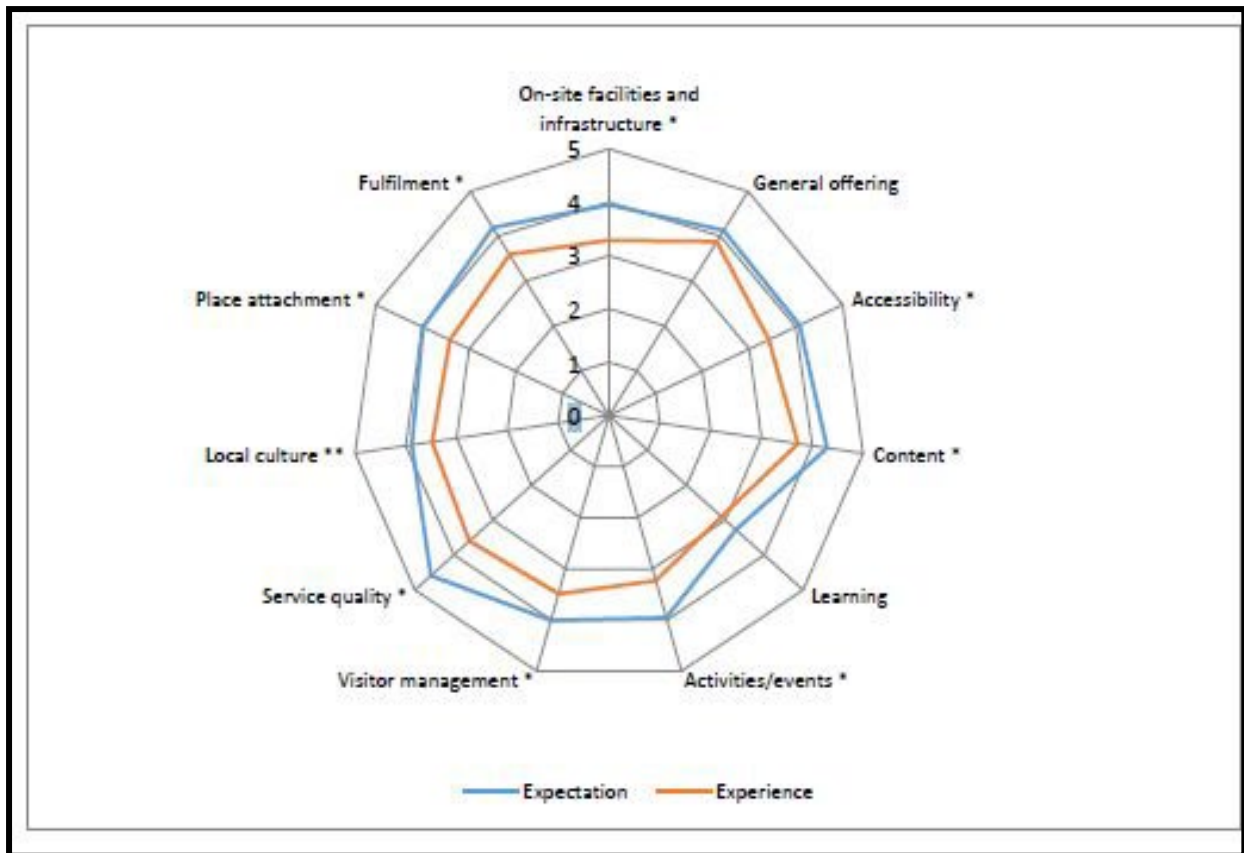 On-site facilities and
infrastructure *
5
Fulfilment *
General offering
4
3
Place attachment *
Accessibility *
2
1
0
Local culture **
Content *
Service quality *
Learning
Visitor management *
Activities/events *
Expectation
Experience